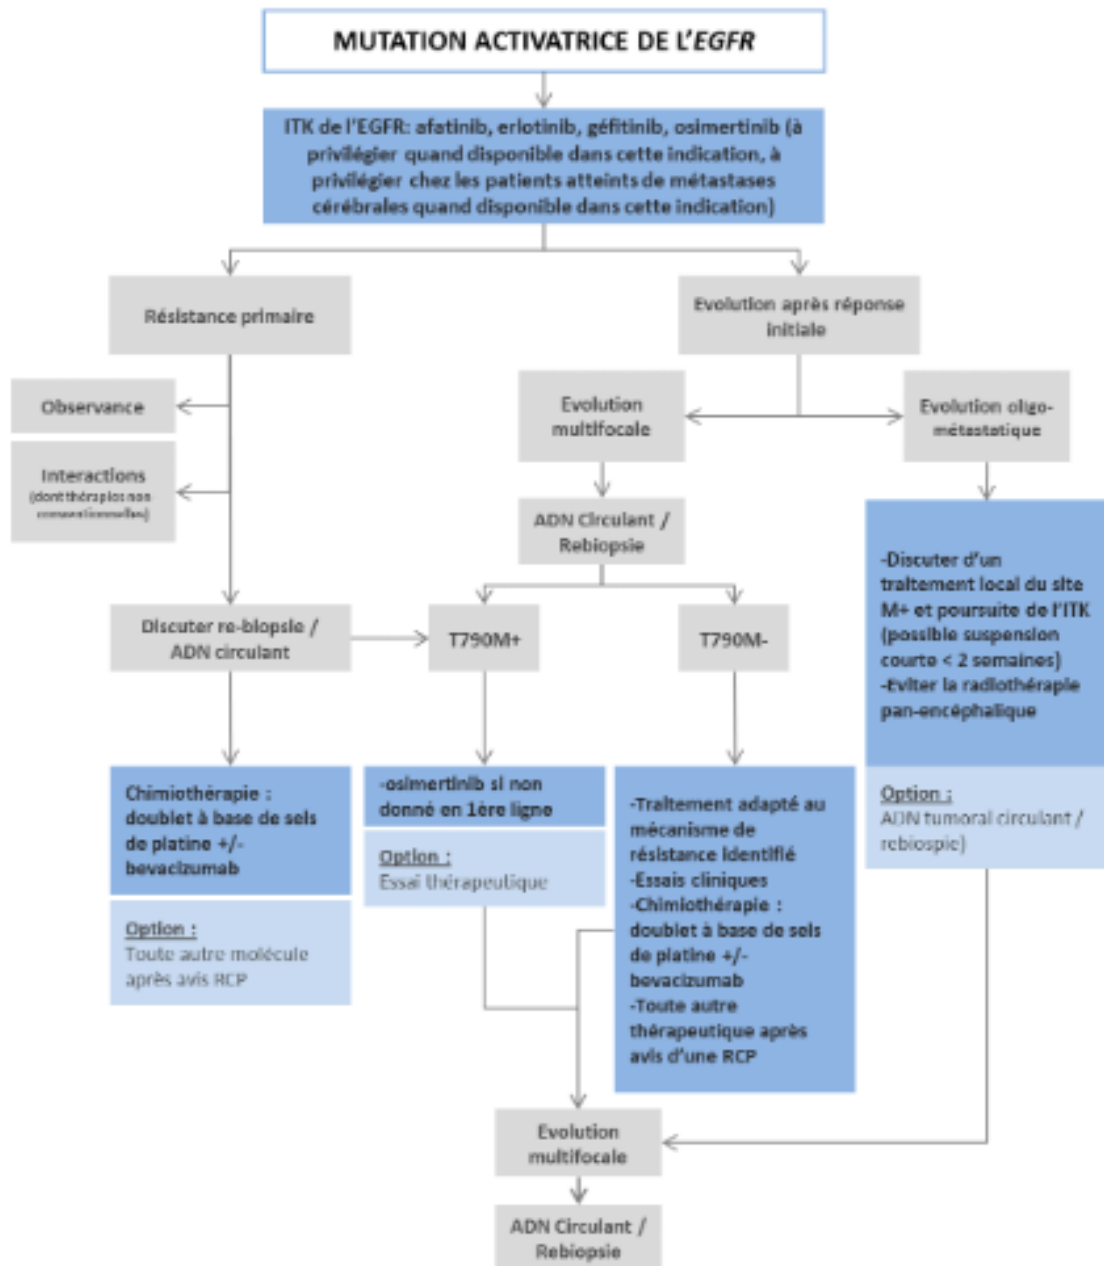 MUTATION ACTIVATRICE DE L'EGFR
ITK de l'EGFR: afatinib, erlotinib, géfitinib, osimertinib (à
privilégier quand disponible dans cette indication, à
privilégier chez les patients atteints de métastases
cérébrales quand disponible dans cette indication)
Résistance primaire
Evolution après réponse
initiale
Observance
Interactions
(dont thérapies non
conventionnelles)
Evolution
multifocale
Evolution oligo-
métastatique
ADN Circulant /
Rebiopsie
Discuter re-biopsie /
ADN circulant
T790M+
T790M-
-Discuter d'un
traitement local du site
M+ et poursuite de l'ITK
(possible suspension
courte < 2 semaines)
-Eviter la radiothérapie
pan-encéphalique
Option :
ADN tumoral circulant /
rebiospie)
Chimiothérapie :
doublet à base de sels
de platine +/-
bevacizumab
Option :
Toute autre molécule
après avis RCP
-osimertinib si non
donné en 1ère ligne
Option :
Essai thérapeutique
-Traitement adapté au
mécanisme de
résistance identifié
-Essais cliniques
-Chimiothérapie :
doublet à base de sels
de platine +/-
bevacizumab
-Toute autre
thérapeutique après
avis d'une RCP
Evolution
multifocale
ADN Circulant /
Rebiopsie